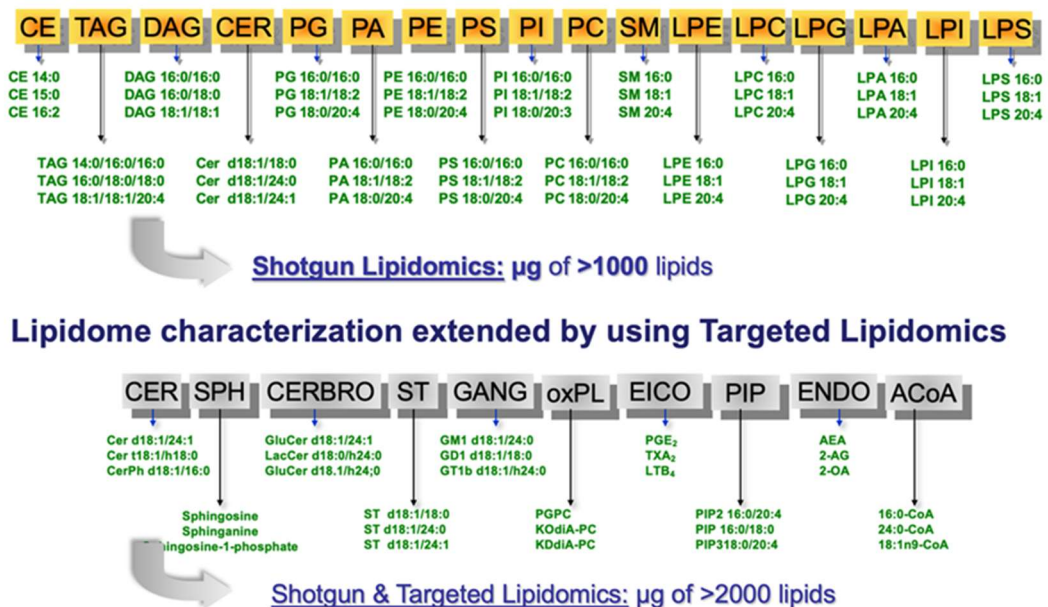 CE TAG DAG CER PG PA PE PS PI PC SM LPE LPC LPG LPA LPI LPS
CE 14:0
CE 15:0
CE 16:2
DAG 16:0/16:0
DAG 16:0/18:0
DAG 18:1/18:1
PG 16:0/16:0
PG 18:1/18:2
PG 18:0/20:4
PE 16:0/16:0
PE 18:1/18:2
PE 18:0/20:4
PI 16:0/16:0
PI 18:1/18:2
PI 18:0/20:3
SM 16:0
SM 18:1
SM 20:4
LPC 16:0
LPC 18:1
LPC 20:4
LPA 16:0
LPA 18:1
LPA 20:4
LPS 16:0
LPS 18:1
LPS 20:4
TAG 14:0/16:0/16:0
TAG 16:0/18:0/18:0
TAG 18:1/18:1/20:4
Cer d18:1/18:0
Cer d18:1/24:0
Cer d18:1/24:1
PA 16:0/16:0
PA 18:1/18:2
PA 18:0/20:4
PS 16:0/16:0
PS 18:1/18:2
PS 18:0/20:4
PC 16:0/16:0
PC 18:1/18:2
PC 18:0/20:4
LPE 16:0
LPE 18:1
LPE 20:4
LPG 16:0
LPG 18:1
LPG 20:4
LPI 16:0
LPI 18:1
LPI 20:4
Shotgun Lipidomics: µg of >1000 lipids
Lipidome characterization extended by using Targeted Lipidomics
CER SPH CERBRO ST GANG oxPL EICO PIP ENDO ACoA
Cer d18:1/24:1
Cer t18:1/h18:0
CerPh d18:1/16:0
GluCer d18:1/24:1
LacCer d18:0/h24:0
GluCer d18.1/h24;0
GM1 d18:1/24:0
GD1 d18:1/18:0
GT1b d18:1/h24:0
PGE₂
TXA₂
LTB₄
AEA
2-AG
2-OA
Sphingosine
Sphinganine
hingosine-1-phosphate
ST d18:1/18:0
ST d18:1/24:0
ST d18:1/24:1
PGPC
KOdiA-PC
KDdiA-PC
PIP2 16:0/20:4
PIP 16:0/18:0
PIP318:0/20:4
16:0-CoA
24:0-CoA
18:1n9-CoA
Shotgun & Targeted Lipidomics: µg of >2000 lipids